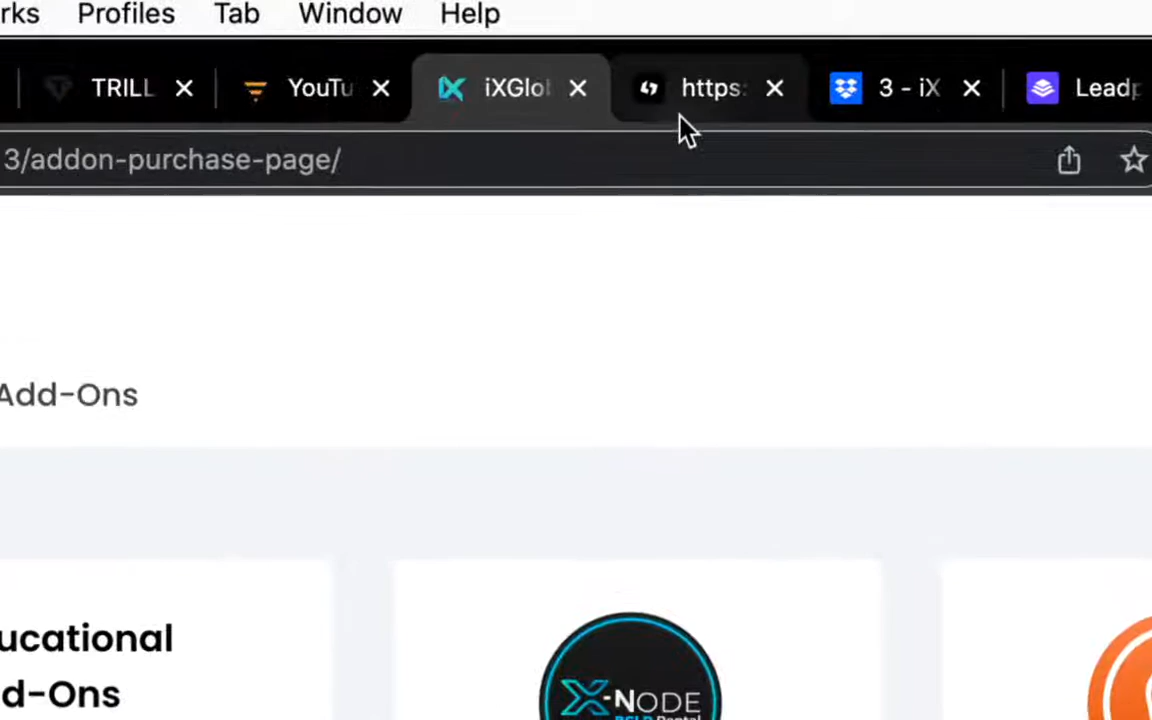 rks Profiles Tab Window Help
TRILL YouTu iXGlo https: 3 - iX Leadp
3/addon-purchase-page/
Add-Ons
ucational
d-Ons
X-NODE